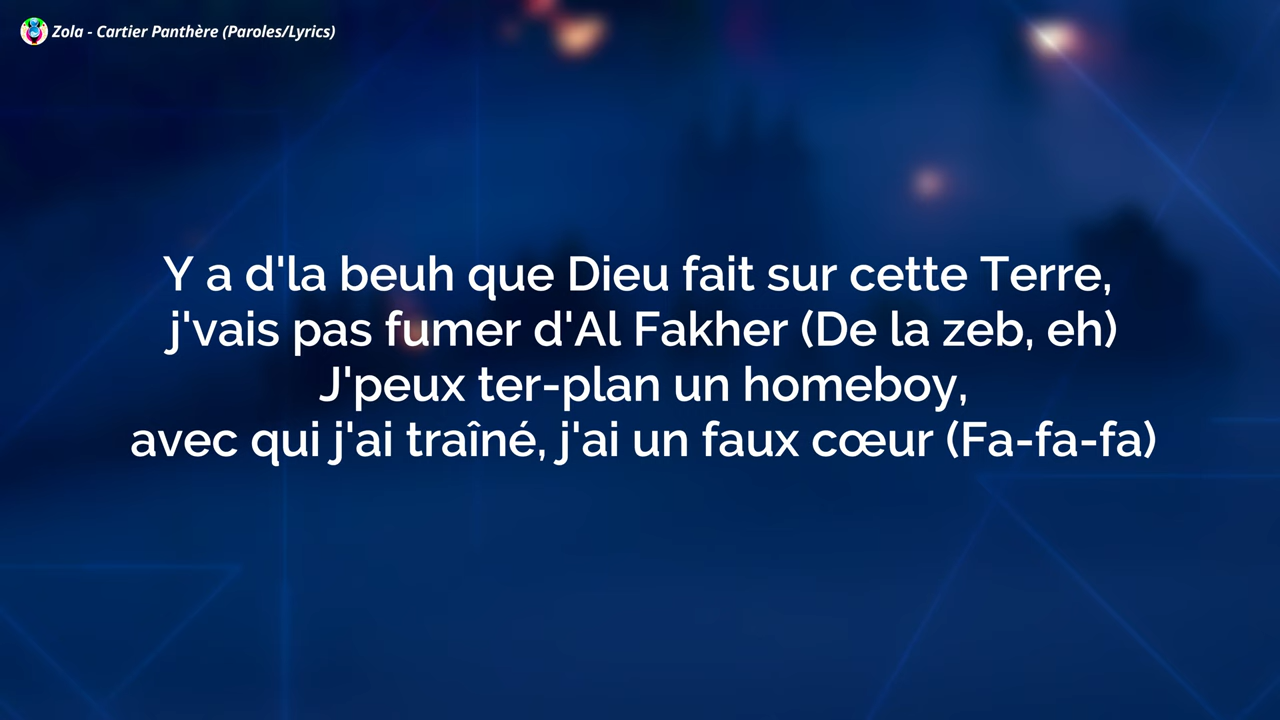 Zola - Cartier Panthère (Paroles/Lyrics)
Y a d'la beuh que Dieu fait sur cette Terre,
j'vais pas fumer d'Al Fakher (De la zeb, eh)
J'peux ter-plan un homeboy,
avec qui j'ai traîné, j'ai un faux cœur (Fa-fa-fa)